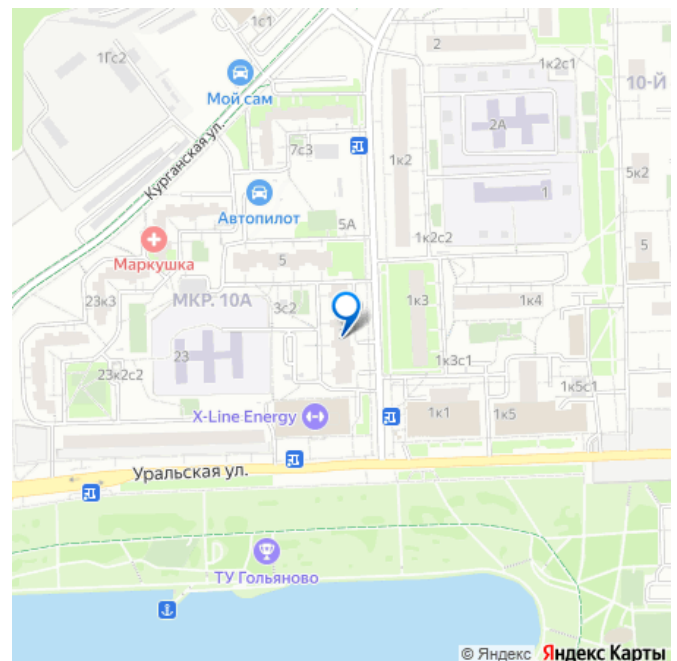 1с1
2
1Гс2
1к2с1
Мой сам
10-Й
2А
Курганская ул.
7с3
1к2
5к2
Автопилот
1
5А
1к2с2
5
Маркушка
5
23к3
МКР. 10А
3с2
1к3
1к4
23
1к3с1
23к2с2
1к5с1
X-Line Energy
1к1
1к5
Уральская ул.
ТУ Гольяново
© Яндекс Яндекс Карты